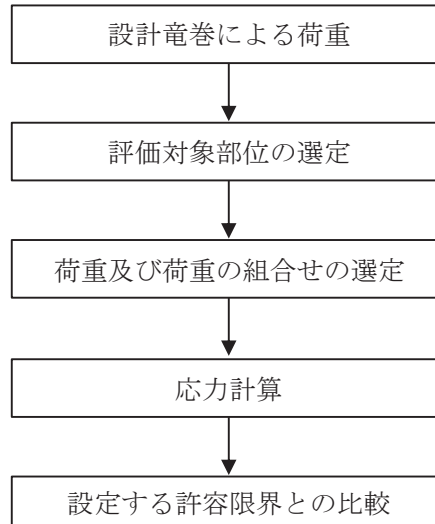 設計竜巻による荷重
評価対象部位の選定
荷重及び荷重の組合せの選定
応力計算
設定する許容限界との比較